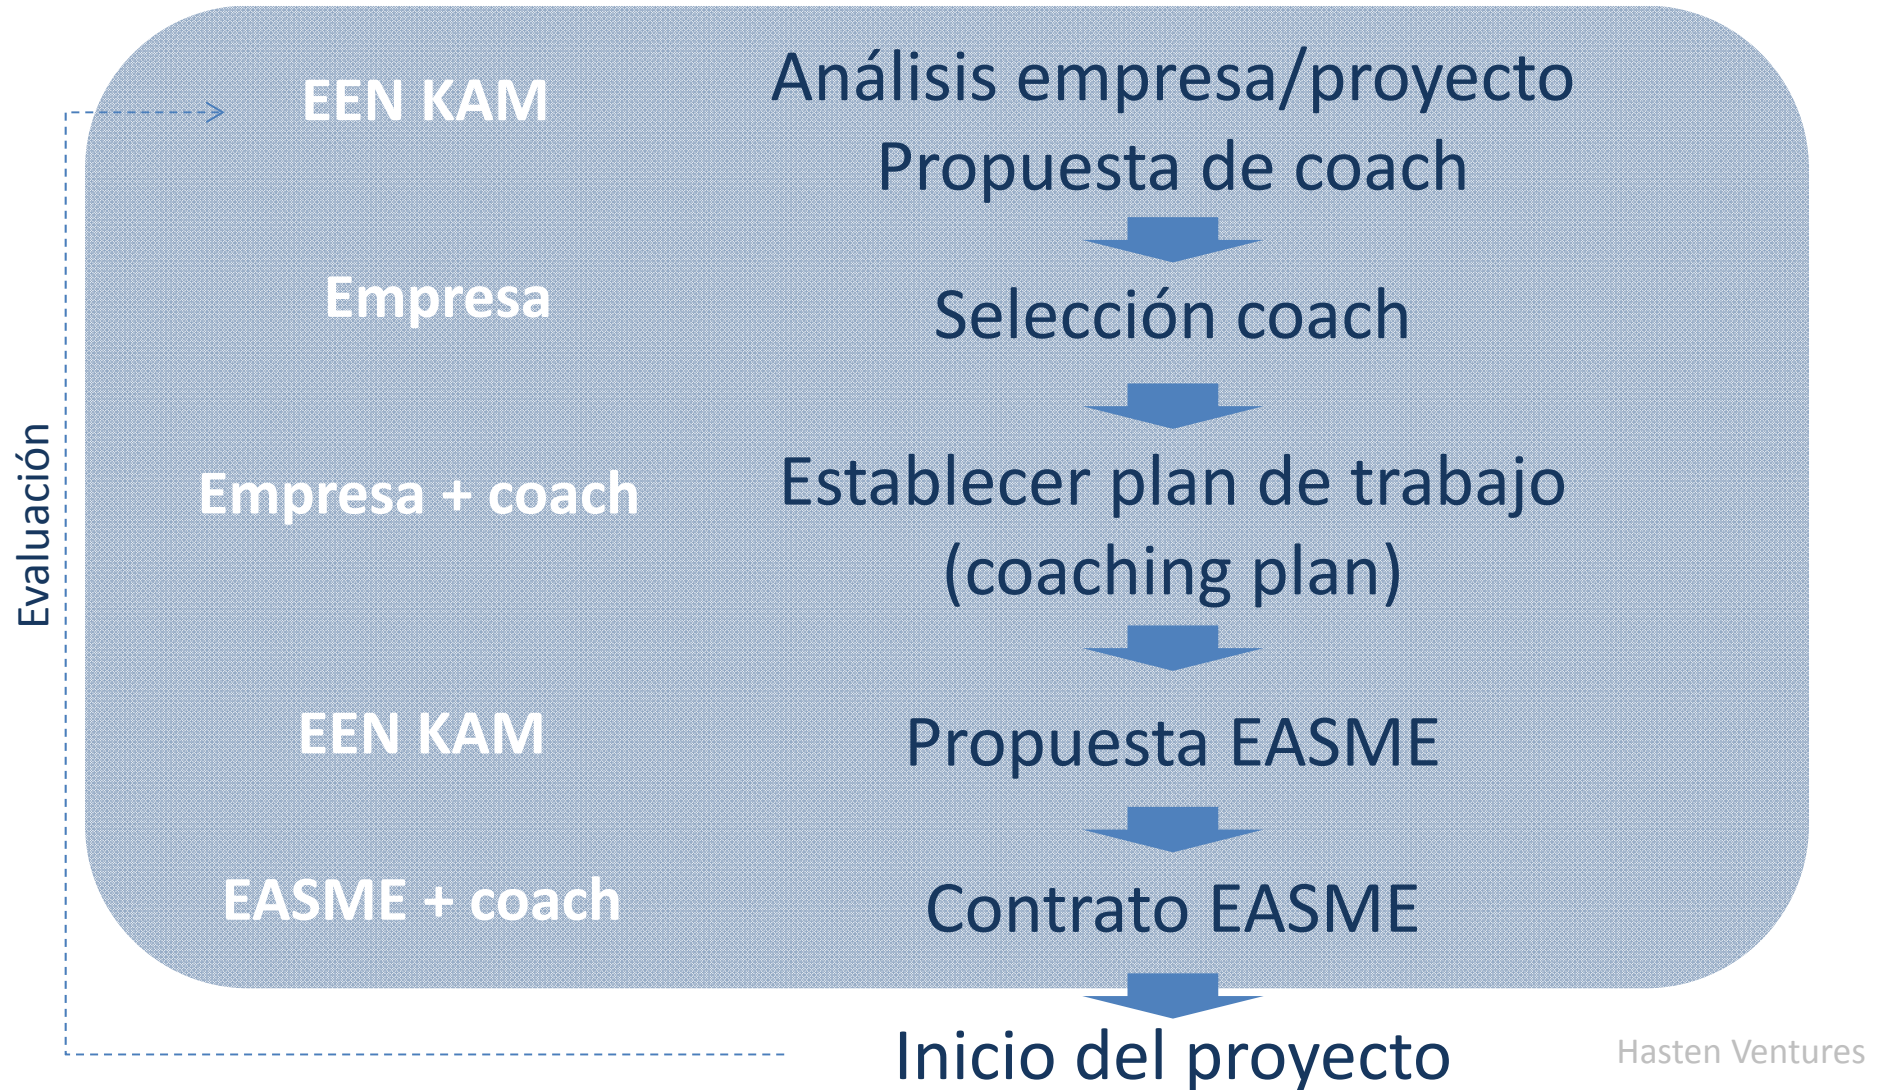 EEN KAM
Análisis empresa/proyecto
Propuesta de coach
Empresa
Selección coach
Empresa + coach
Establecer plan de trabajo
(coaching plan)
EEN KAM
Propuesta EASME
EASME + coach
Contrato EASME
Inicio del proyecto
Evaluación
Hasten Ventures